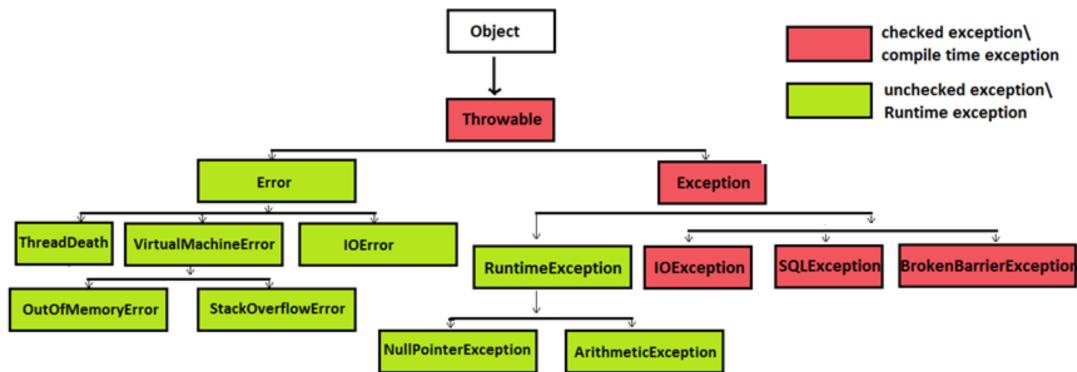 Object
checked exception\
compile time exception
unchecked exception\
Runtime exception
Throwable
Error
Exception
ThreadDeath
VirtualMachineError
IOError
RuntimeException
IOException
SQLException
BrokenBarrierException
OutOfMemoryError
StackOverflowError
NullPointerException
ArithmeticException